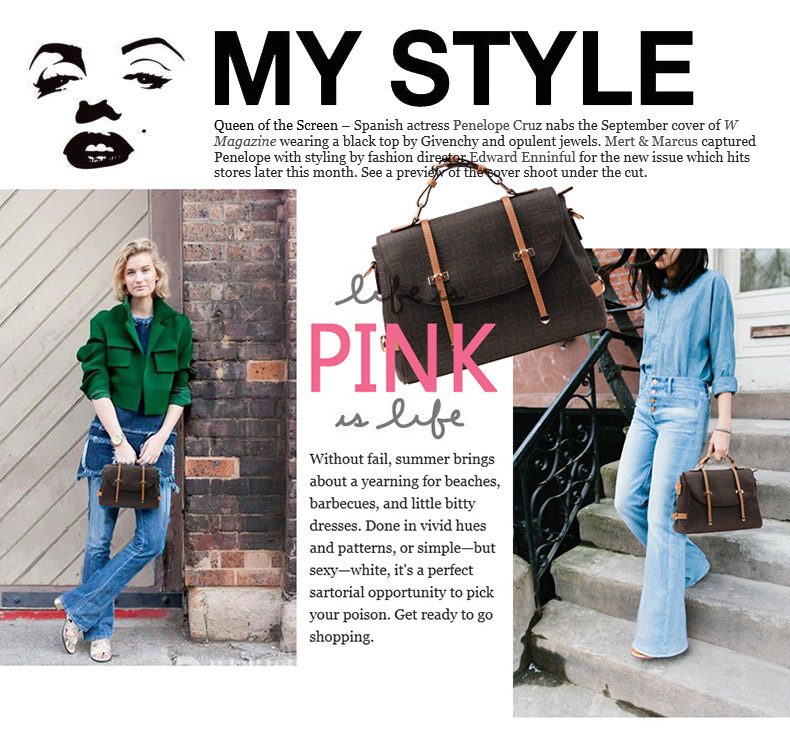 MY STYLE
Queen of the Screen – Spanish actress Penelope Cruz nabs the September cover of W
Magazine wearing a black top by Givenchy and opulent jewels. Mert & Marcus captured
Penelope with styling by fashion director Edward Enninful for the new issue which hits
stores later this month. See a preview of the cover shoot under the cut.
life is
PINK
is life
Without fail, summer brings
about a yearning for beaches,
barbecues, and little bitty
dresses. Done in vivid hues
and patterns, or simple—but
sexy—white, it's a perfect
sartorial opportunity to pick
your poison. Get ready to go
shopping.